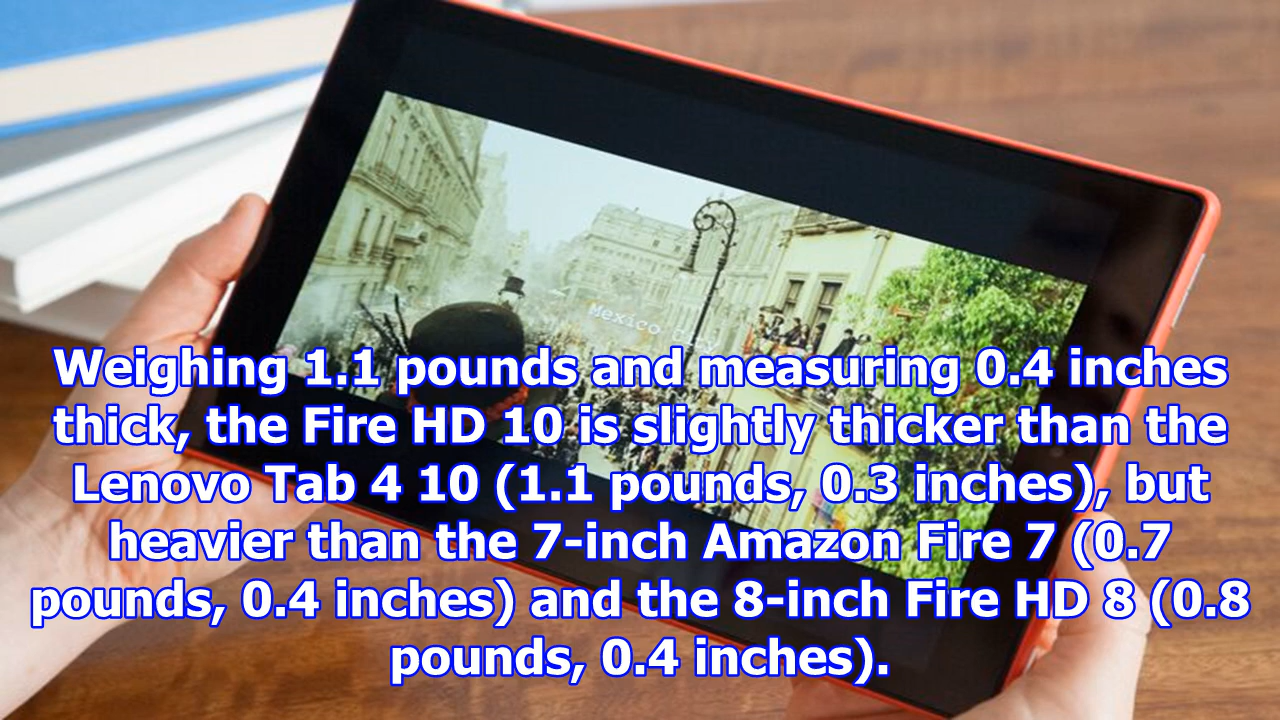 Mexico
Weighing 1.1 pounds and measuring 0.4 inches
thick, the Fire HD 10 is slightly thicker than the
Lenovo Tab 4 10 (1.1 pounds, 0.3 inches), but
heavier than the 7-inch Amazon Fire 7 (0.7
pounds, 0.4 inches) and the 8-inch Fire HD 8 (0.8
pounds, 0.4 inches).